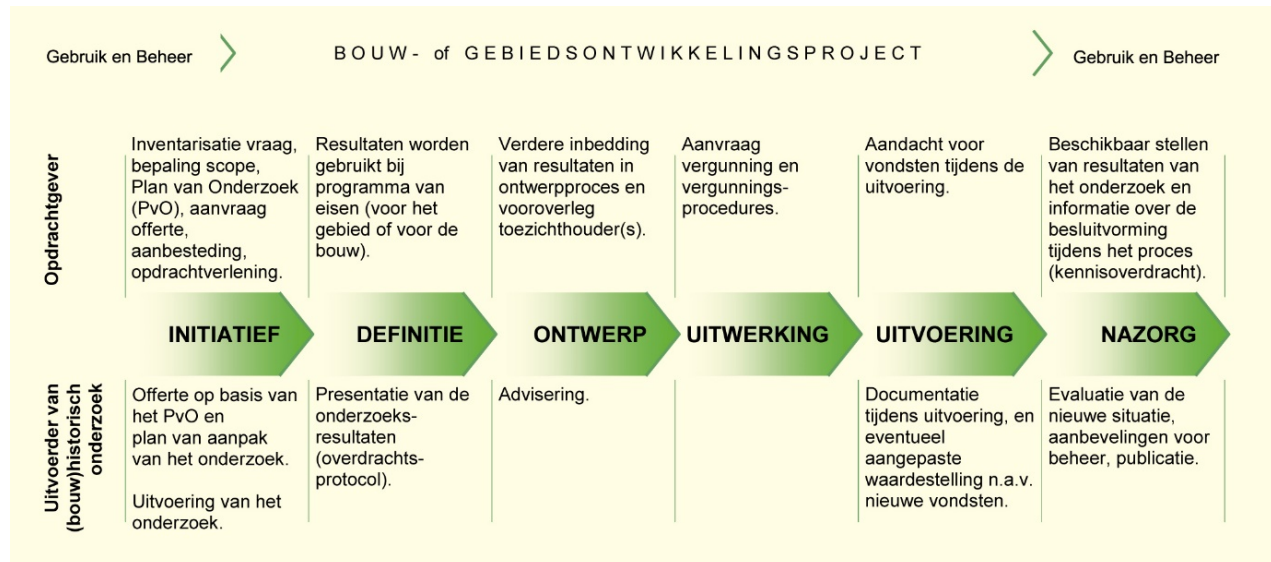 Gebruik en Beheer
BOUW- of GEBIEDSONTWIKKELINGSPROJECT
Gebruik en Beheer
Opdrachtgever
Inventarisatie vraag,
bepaling scope,
Plan van Onderzoek
(PvO), aanvraag
offerte,
aanbesteding,
opdrachtverlening.
Resultaten worden
gebruikt bij
programma van
eisen (voor het
gebied of voor de
bouw).
Verdere inbedding
van resultaten in
ontwerpproces en
vooroverleg
toezichthouder(s).
Aanvraag
vergunning en
vergunnings-
procedures.
Aandacht voor
vondsten tijdens de
uitvoering.
Beschikbaar stellen
van resultaten van
het onderzoek en
informatie over de
besluitvorming
tijdens het proces
(kennisoverdracht).
INITIATIEF
DEFINITIE
ONTWERP
UITWERKING
UITVOERING
NAZORG
Uitvoerder van
(bouw)historisch
onderzoek
Offerte op basis van
het PvO en
plan van aanpak
van het onderzoek.
Uitvoering van het
onderzoek.
Presentatie van de
onderzoeks-
resultaten
(overdrachts-
protocol).
Advisering.
Documentatie
tijdens uitvoering, en
eventueel
aangepaste
waardestelling n.a.v.
nieuwe vondsten.
Evaluatie van de
nieuwe situatie,
aanbevelingen voor
beheer, publicatie.